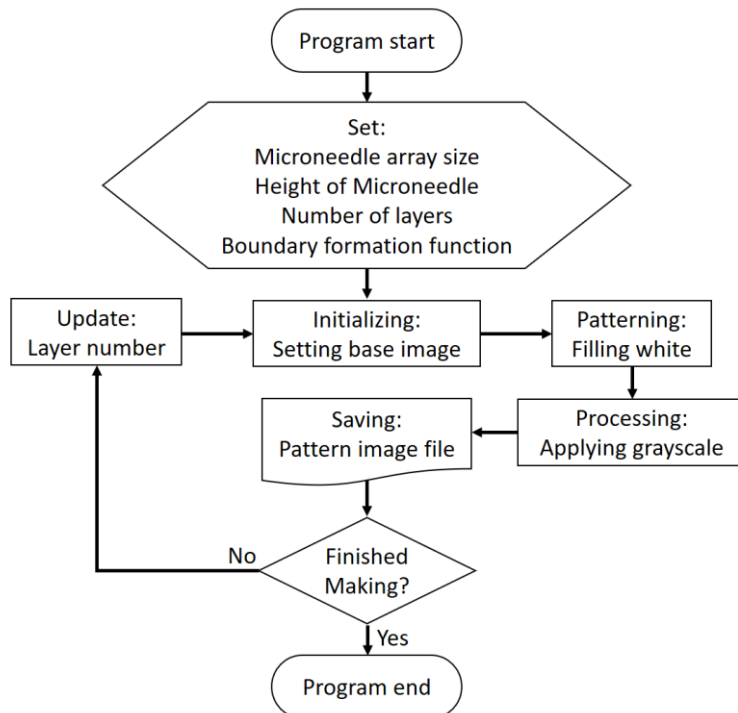 Program start
Set:
Microneedle array size
Height of Microneedle
Number of layers
Boundary formation function
Update:
Layer number
Initializing:
Setting base image
Patterning:
Filling white
Saving:
Pattern image file
Processing:
Applying grayscale
No
Finished
Making?
Yes
Program end